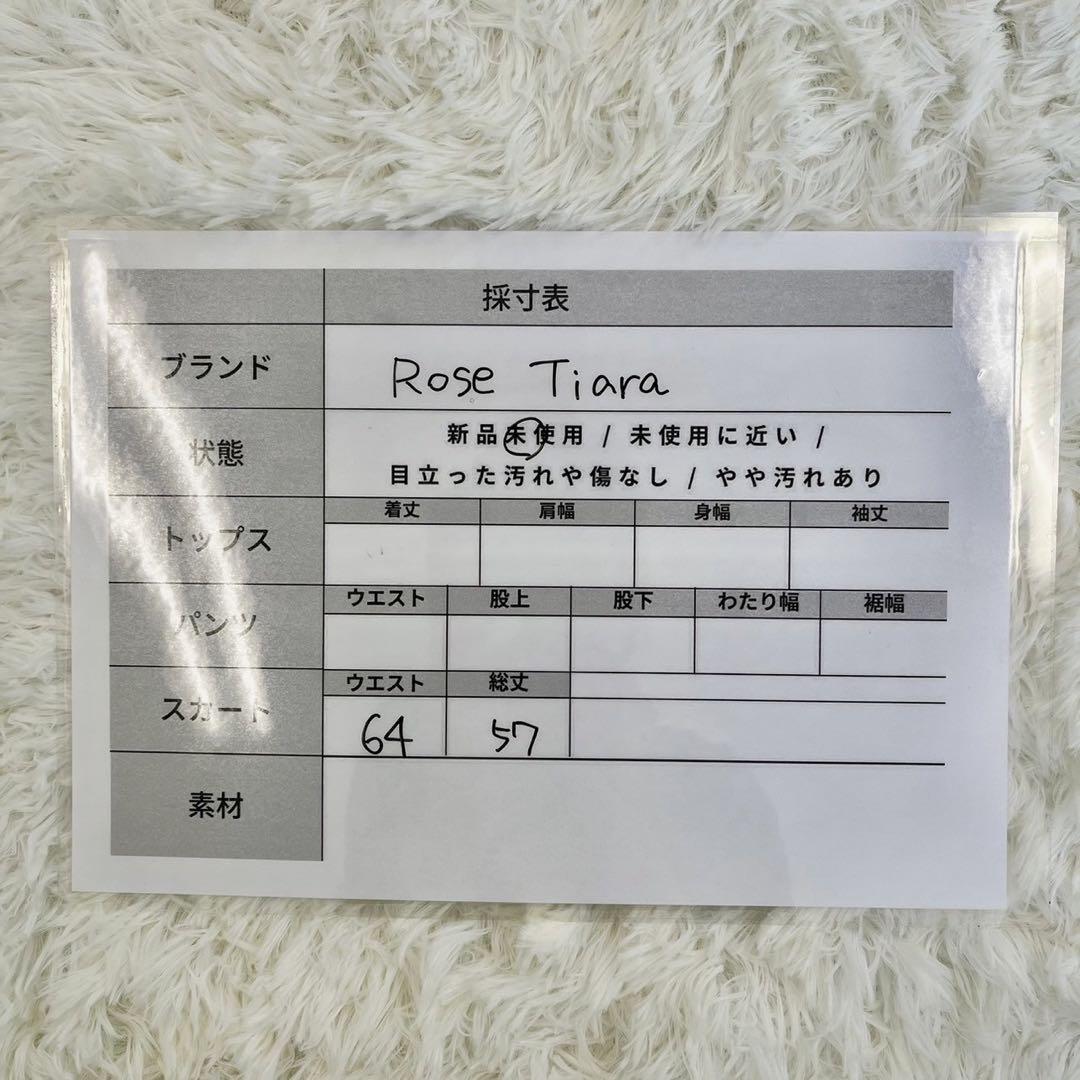 採寸表
ブランド Rose Tiara
状態 新品未使用 / 未使用に近い /
目立った汚れや傷なし / やや汚れあり
トップス 着丈 肩幅 身幅 袖丈
パンツ ウエスト 股上 股下 わたり幅 裾幅
スカート ウエスト 総丈
64 57
素材